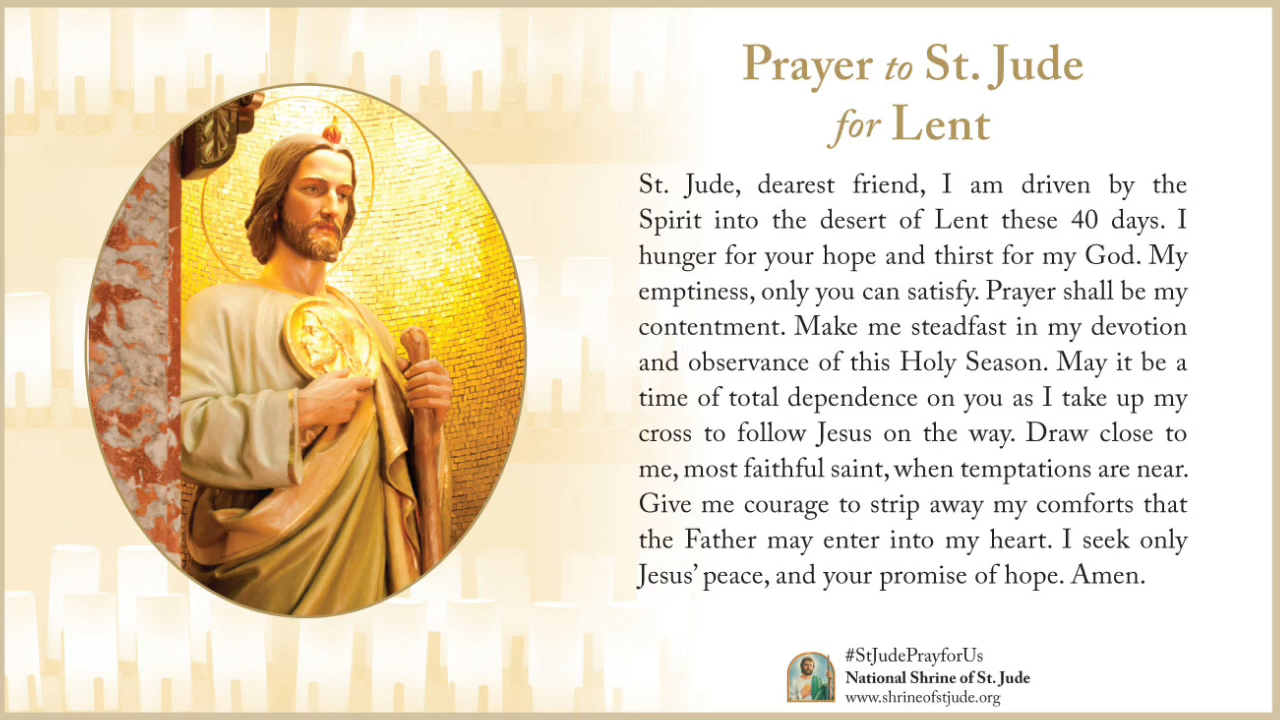 Prayer to St. Jude
for Lent
St. Jude, dearest friend, I am driven by the
Spirit into the desert of Lent these 40 days. I
hunger for your hope and thirst for my God. My
emptiness, only you can satisfy. Prayer shall be my
contentment. Make me steadfast in my devotion
and observance of this Holy Season. May it be a
time of total dependence on you as I take up my
cross to follow Jesus on the way. Draw close to
me, most faithful saint, when temptations are near.
Give me courage to strip away my comforts that
the Father may enter into my heart. I seek only
Jesus’ peace, and your promise of hope. Amen.
#StJudePrayforUs
National Shrine of St. Jude
www.shrineofstjude.org